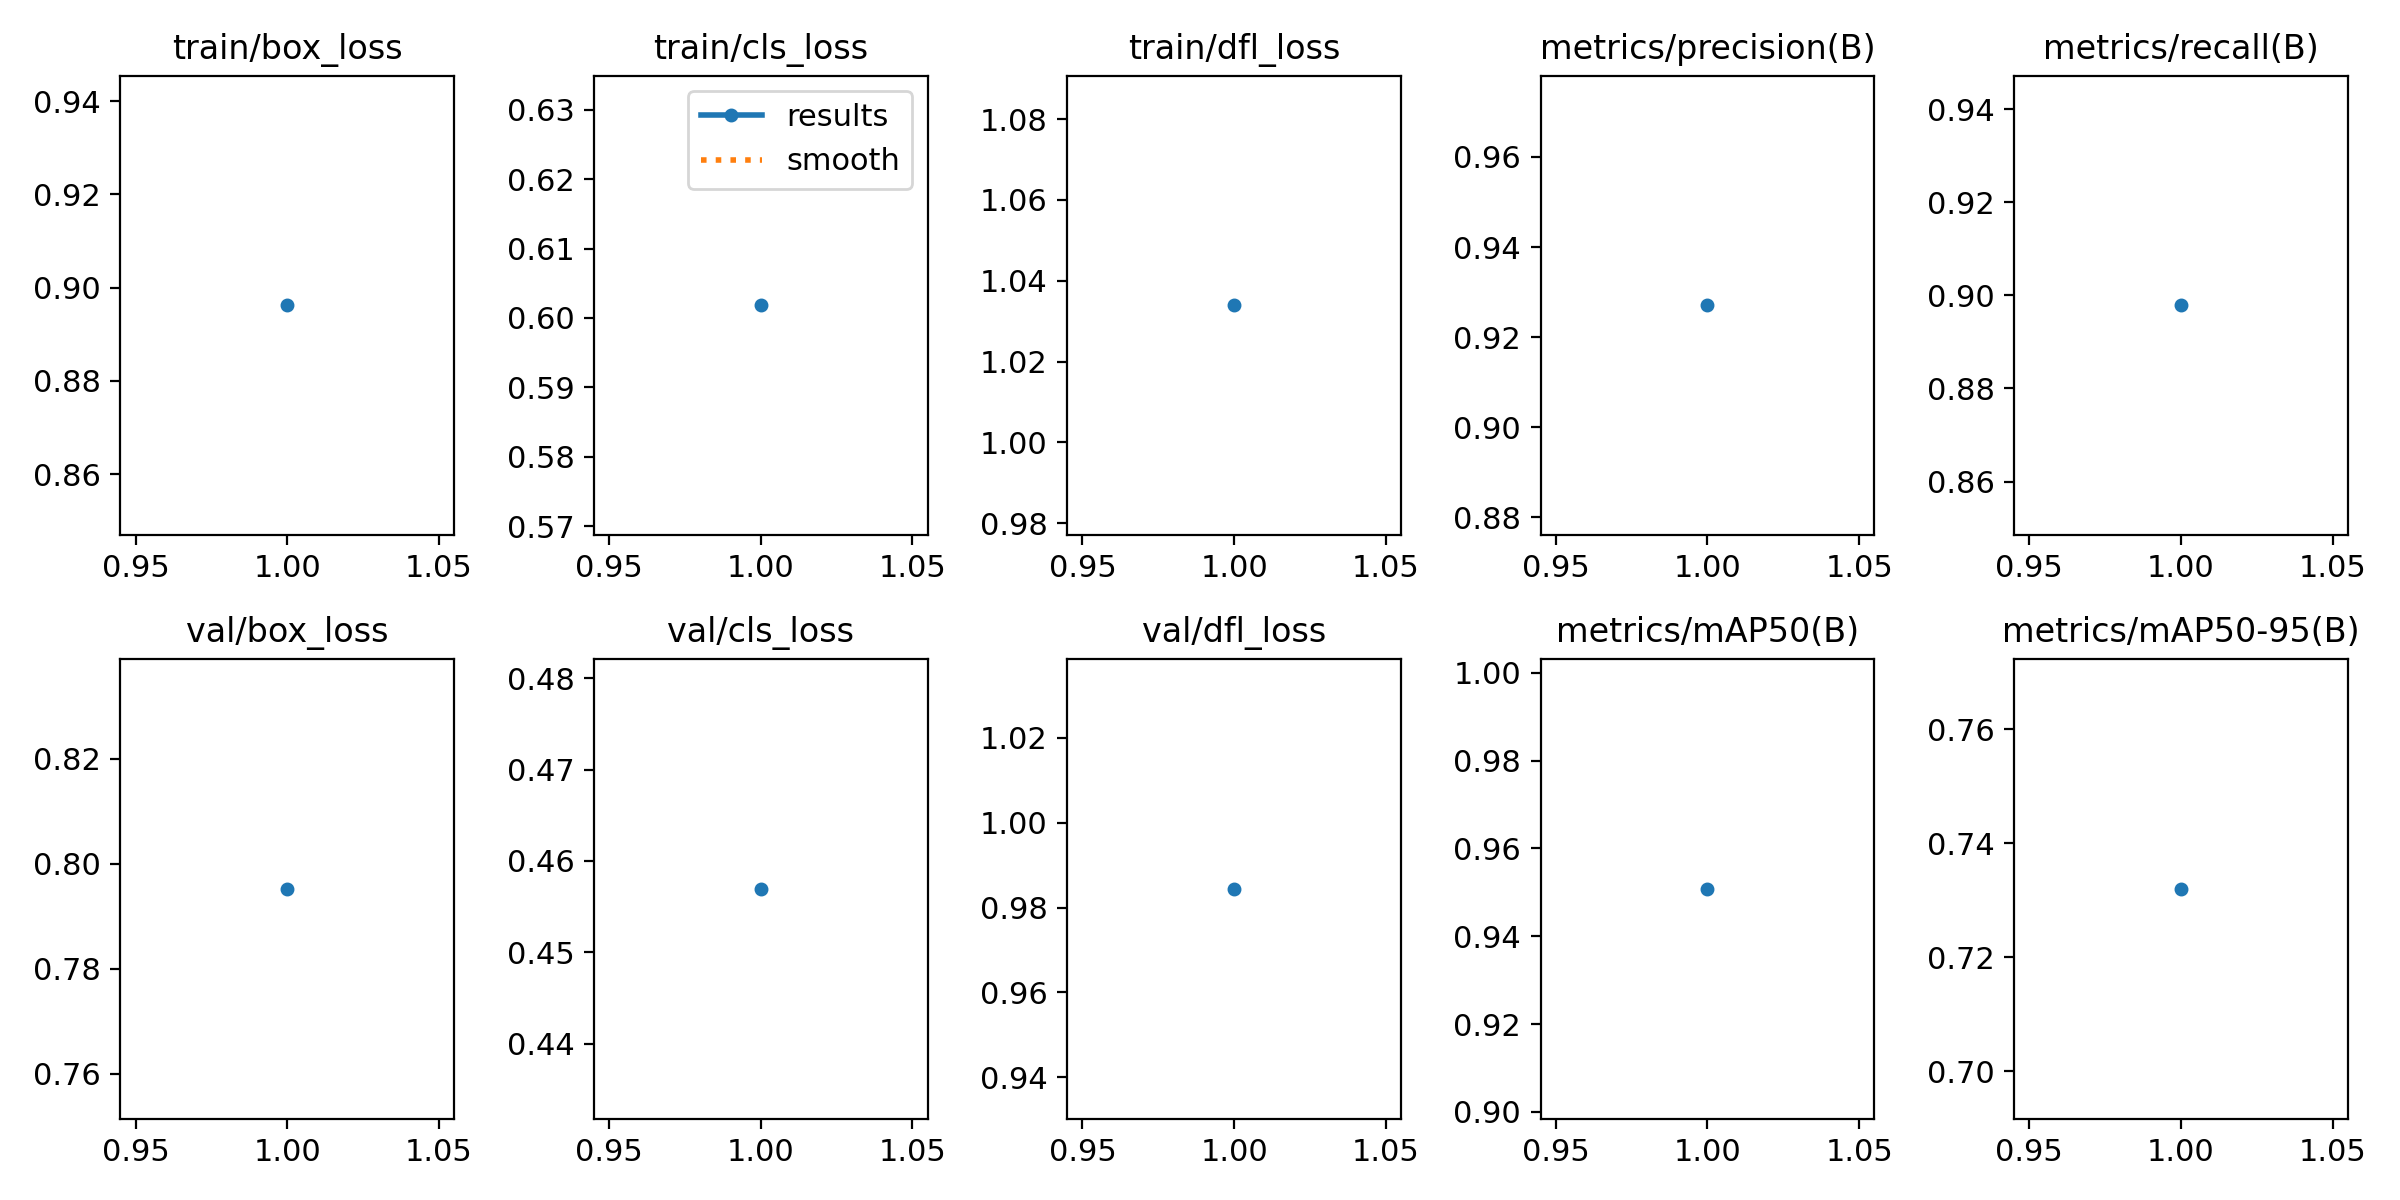 train/box_loss
0.94
0.92
0.90
0.88
0.86
0.95 1.00 1.05
train/cls_loss
results
smooth
0.63
0.62
0.61
0.60
0.59
0.58
0.57
0.95 1.00 1.05
train/dfl_loss
1.08
1.06
1.04
1.02
1.00
0.98
0.95 1.00 1.05
metrics/precision(B)
0.96
0.94
0.92
0.90
0.88
0.95 1.00 1.05
metrics/recall(B)
0.94
0.92
0.90
0.88
0.86
0.95 1.00 1.05
val/box_loss
0.82
0.80
0.78
0.76
0.95 1.00 1.05
val/cls_loss
0.48
0.47
0.46
0.45
0.44
0.95 1.00 1.05
val/dfl_loss
1.02
1.00
0.98
0.96
0.94
0.95 1.00 1.05
metrics/mAP50(B)
1.00
0.98
0.96
0.94
0.92
0.90
0.95 1.00 1.05
metrics/mAP50-95(B)
0.76
0.74
0.72
0.70
0.95 1.00 1.05